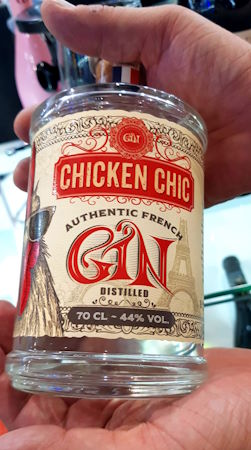 GIN
CHICKEN CHIC
AUTHENTIC FRENCH
GIN
DISTILLED
70 CL ~ 44% VOL.